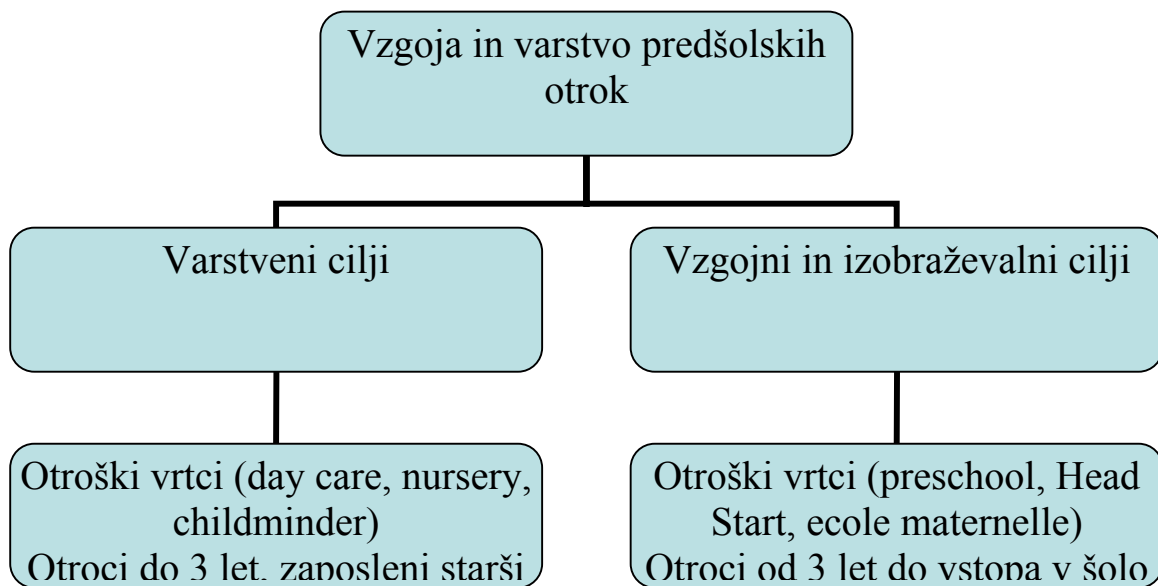 Vzgoja in varstvo predšolskih
otrok
Varstveni cilji
Vzgojni in izobraževalni cilji
Otroški vrtci (day care, nursery,
childminder)
Otroci do 3 let, zaposleni starši
Otroški vrtci (preschool, Head
Start, ecole maternelle)
Otroci od 3 let do vstopa v šolo